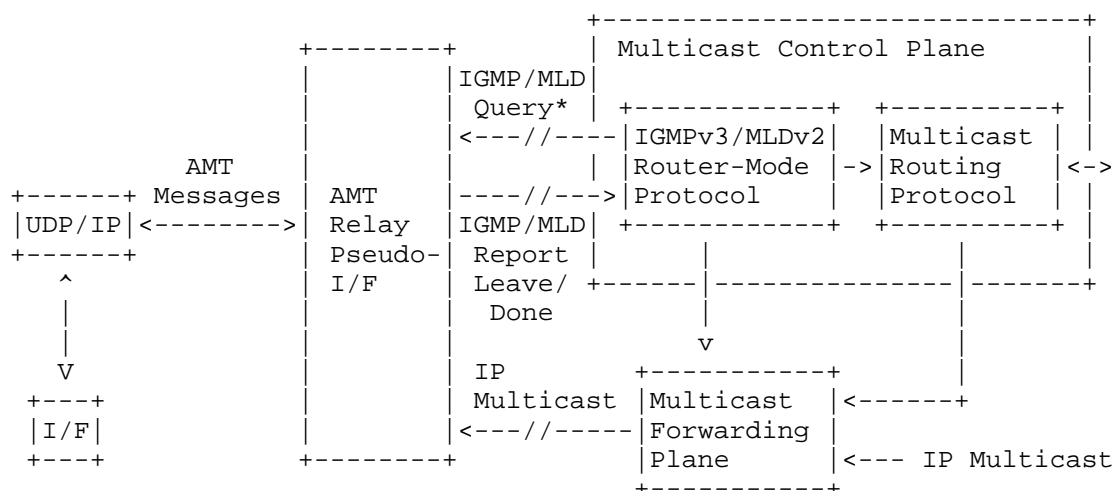 Multicast Control Plane
IGMP/MLD
Query*
IGMPv3/MLDv2 Multicast
AMT Router-Mode -> Routing <->
Messages AMT Protocol Protocol
UDP/IP Relay IGMP/MLD
Pseudo- Report
I/F Leave/
Done
IP
Multicast Multicast
I/F Forwarding
Plane IP Multicast